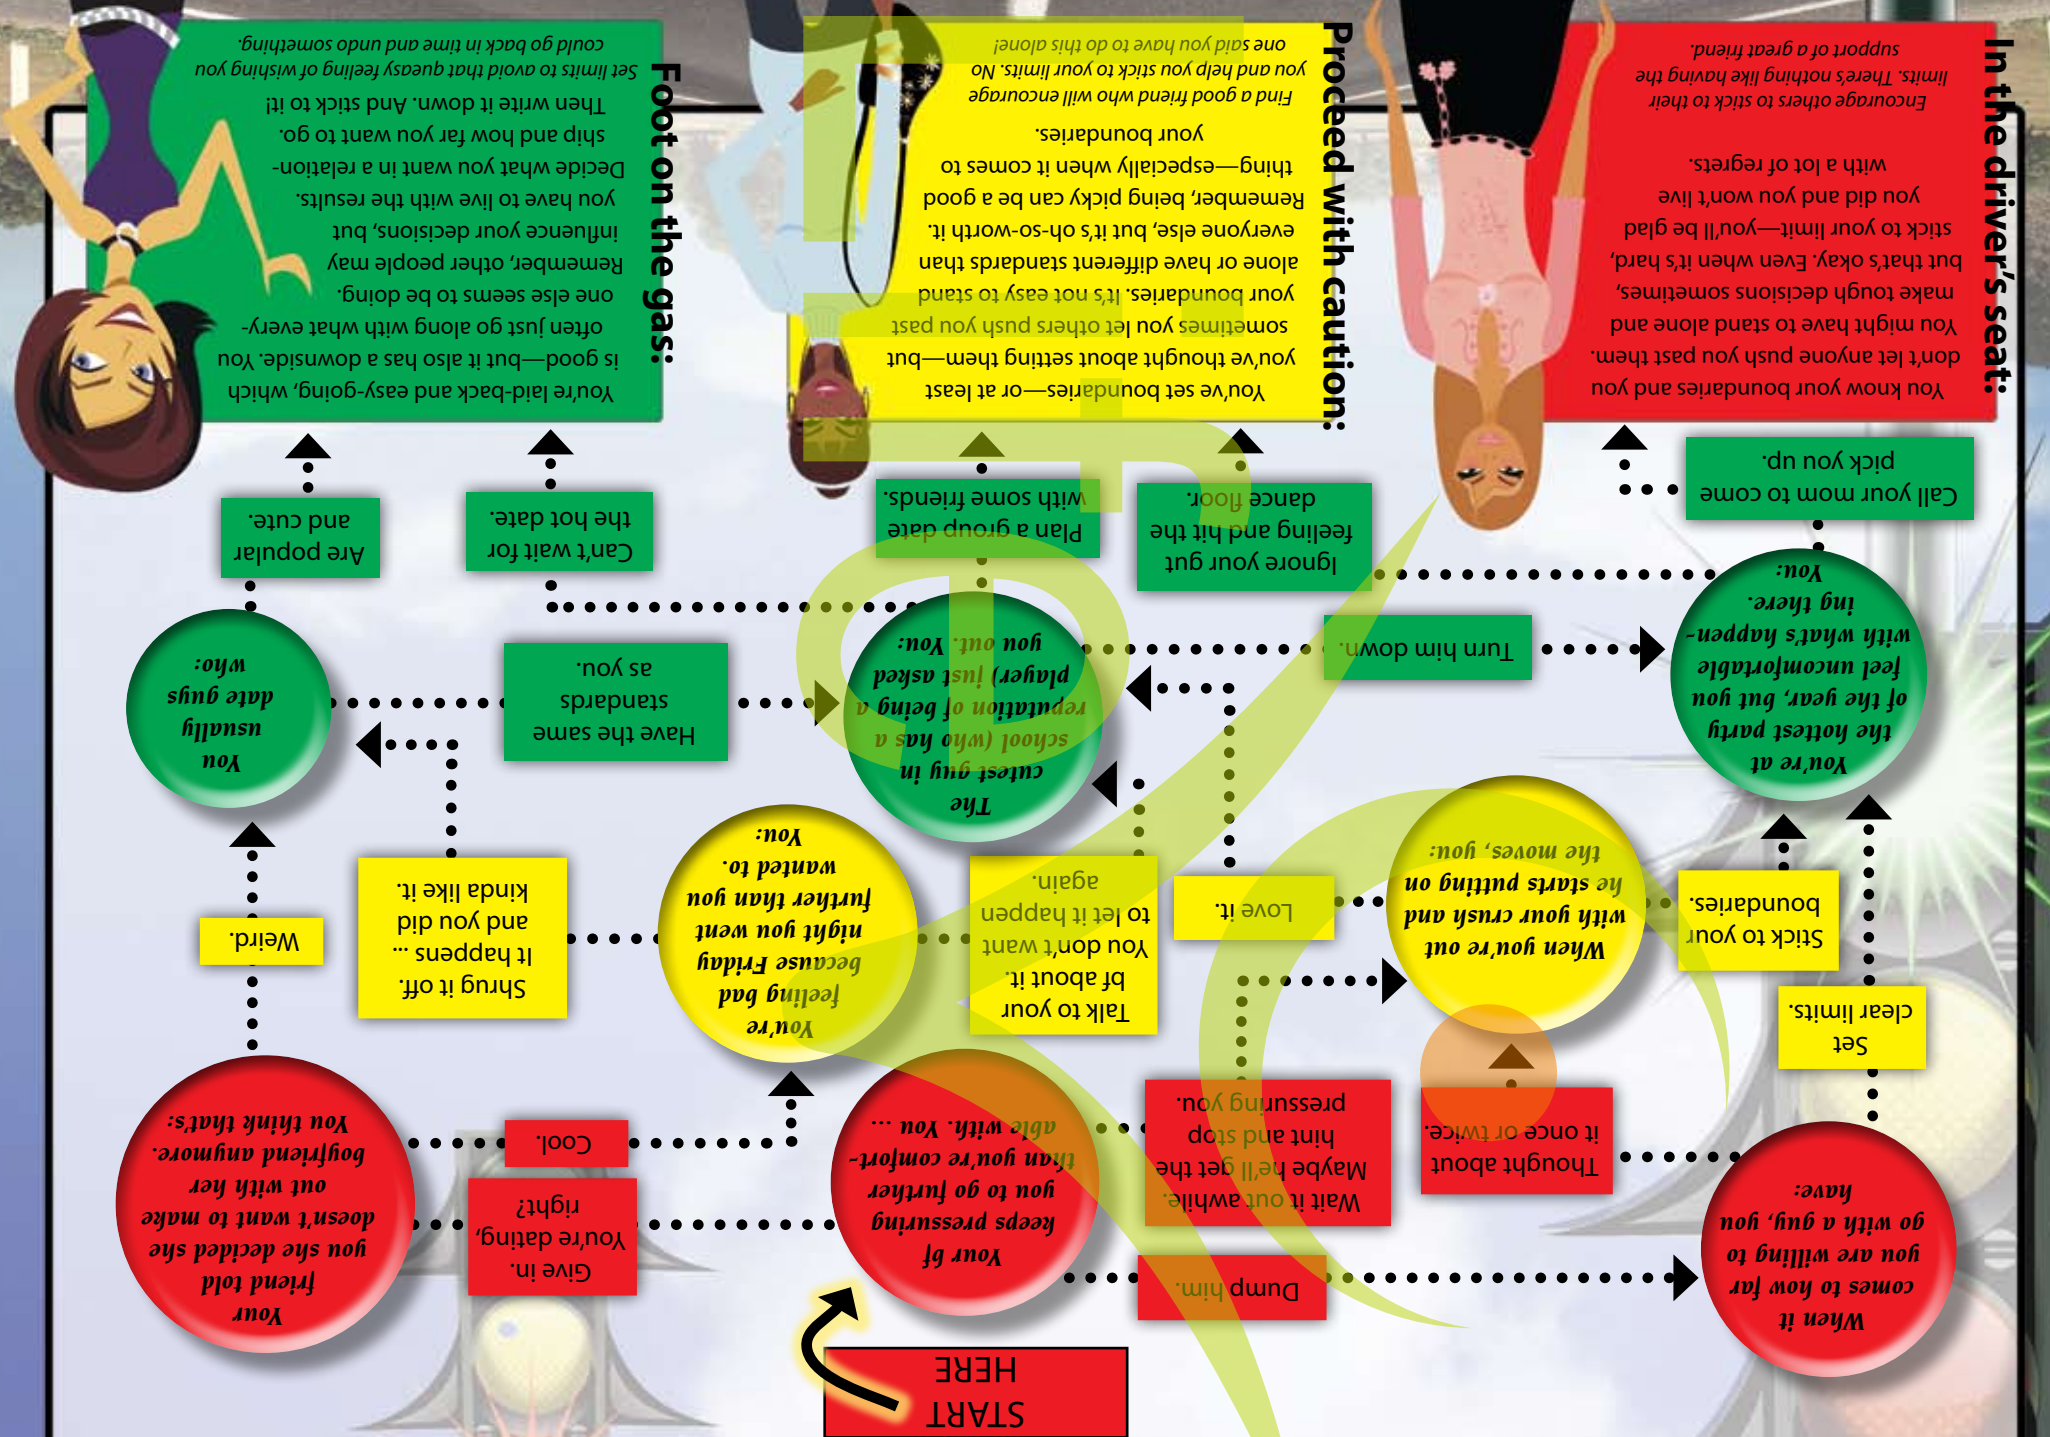 START
HERE
When it
comes to how far
you are willing to
go with a guy, you
have:
Dump him.
Your bf
keeps pressuring
you to go further
than you're comfort-
able with. You ...
Give in.
You're dating,
right?
Your
friend told
you she decided she
doesn't want to make
out with her
boyfriend anymore.
You think that's:
Thought about
it once or twice.
Wait it out awhile.
Maybe he'll get the
hint and stop
pressuring you.
Cool.
Set
clear limits.
Stick to your
boundaries.
When you're out
with your crush and
he starts putting on
the moves, you:
Love it.
Talk to your
bf about it.
You don't want
to let it happen
again.
You're
feeling bad
because Friday
night you went
further than you
wanted to.
You:
Shrug it off.
It happens ...
and you did
kinda like it.
Weird.
You're at
the hottest party
of the year, but you
feel uncomfortable
with what's happen-
ing there.
You:
Turn him down.
The
cutest guy in
school (who has a
reputation of being a
player) just asked
you out. You:
Have the same
standards
as you.
You
usually
date guys
who:
Call your mom to come
pick you up.
Ignore your gut
feeling and hit the
dance floor.
Plan a group date
with some friends.
Can't wait for
the hot date.
Are popular
and cute.
In the driver's seat:
You know your boundaries and you
don't let anyone push you past them.
You might have to stand alone and
make tough decisions sometimes,
but that's okay. Even when it's hard,
stick to your limit—you'll be glad
you did and you won't live
with a lot of regrets.
Encourage others to stick to their
limits. There's nothing like having the
support of a great friend.
Proceed with caution:
You've set boundaries—or at least
you've thought about setting them—but
sometimes you let others push you past
your boundaries. It's not easy to stand
alone or have different standards than
everyone else, but it's oh-so-worth it.
Remember, being picky can be a good
thing—especially when it comes to
your boundaries.
Find a good friend who will encourage
you and help you stick to your limits. No
one said you have to do this alone!
Foot on the gas:
You're laid-back and easy-going, which
is good—but it also has a downside. You
often just go along with what every-
one else seems to be doing.
Remember, other people may
influence your decisions, but
you have to live with the results.
Decide what you want in a relation-
ship and how far you want to go.
Then write it down. And stick to it!
Set limits to avoid that queasy feeling of wishing you
could go back in time and undo something.